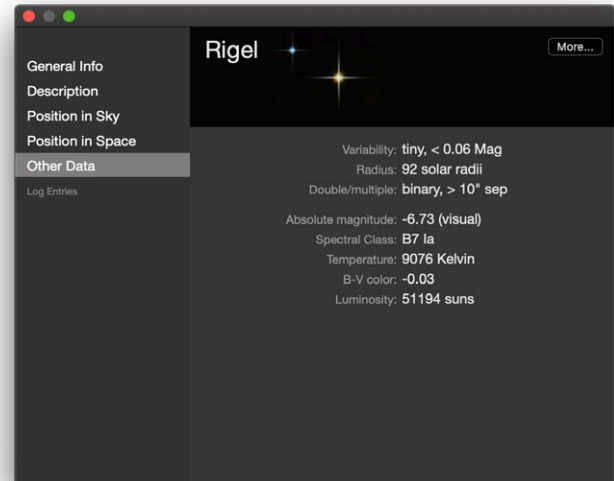 Rigel
More...
General Info
Description
Position in Sky
Position in Space
Other Data
Log Entries
Variability: tiny, < 0.06 Mag
Radius: 92 solar radii
Double/multiple: binary, > 10" sep
Absolute magnitude: -6.73 (visual)
Spectral Class: B7 Ia
Temperature: 9076 Kelvin
B-V color: -0.03
Luminosity: 51194 suns